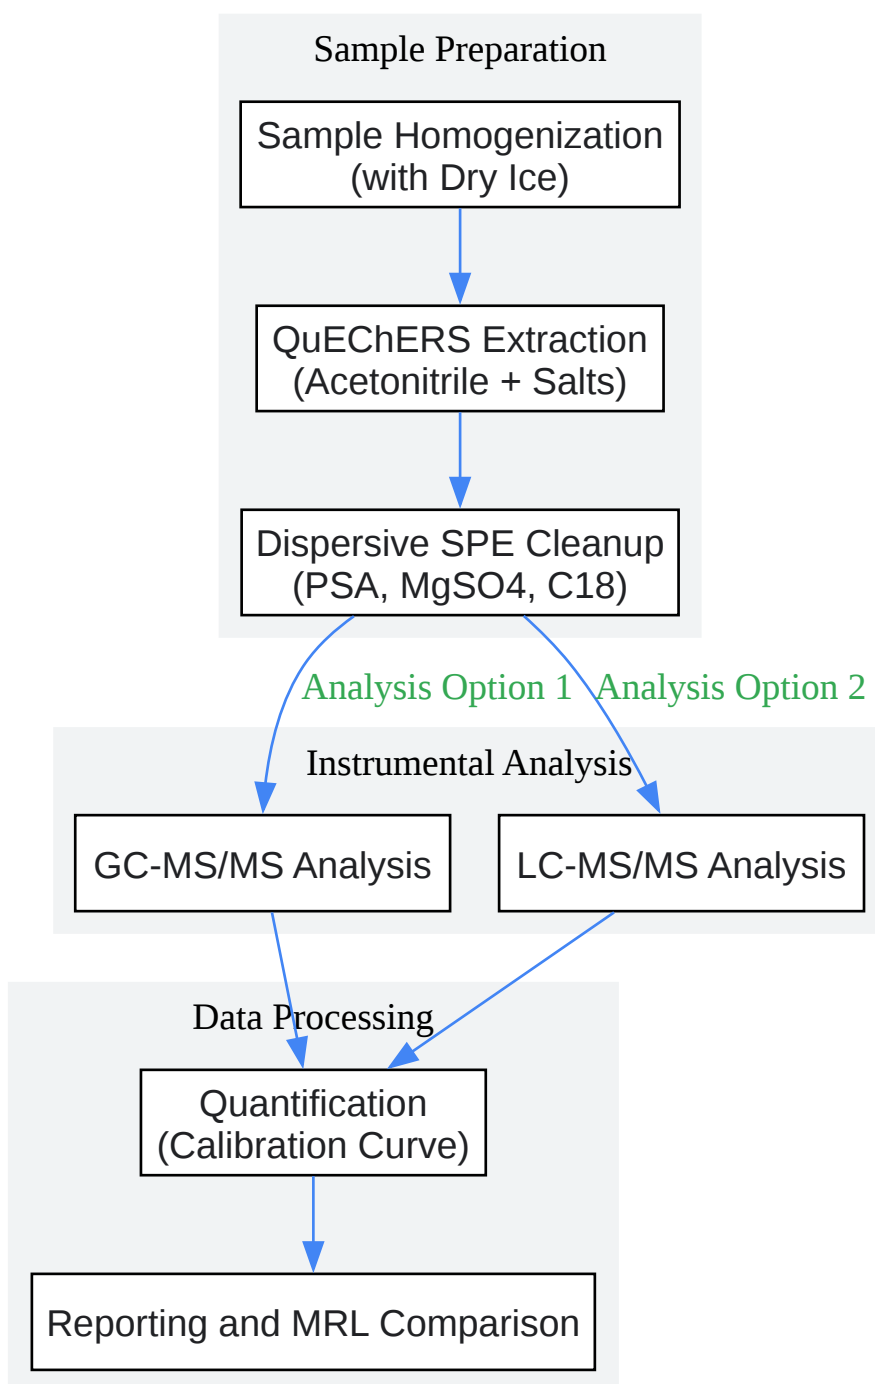 Sample Preparation
Sample Homogenization
(with Dry Ice)
QuEChERS Extraction
(Acetonitrile + Salts)
Dispersive SPE Cleanup
(PSA, MgSO4, C18)
Analysis Option 1
Analysis Option 2
Instrumental Analysis
GC-MS/MS Analysis
LC-MS/MS Analysis
Data Processing
Quantification
(Calibration Curve)
Reporting and MRL Comparison